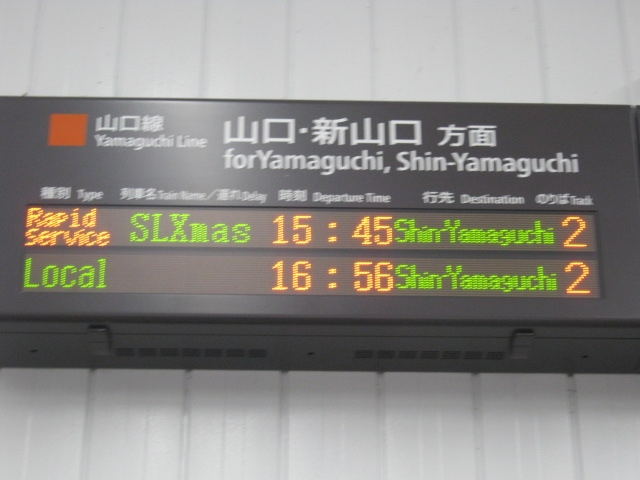 山口線 山口・新山口 方面
Yamaguchi Line forYamaguchi, Shin-Yamaguchi
種別 Type 列車名 Train Name／遅れ Delay 時刻 Departure Time 行先 Destination のりば Track
Rapid Service SLXmas 15:45 Shin-Yamaguchi 2
Local 16:56 Shin-Yamaguchi 2